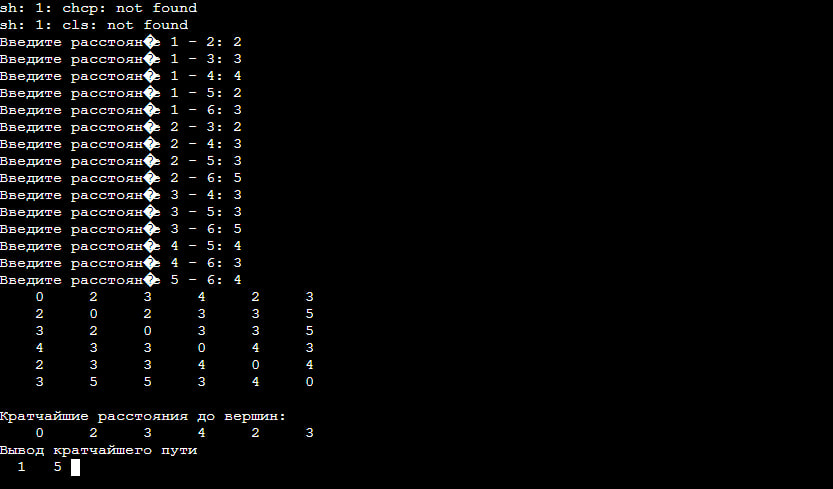 sh: 1: chcp: not found
sh: 1: cls: not found
Введите расстоян�е 1 - 2: 2
Введите расстоян�е 1 - 3: 3
Введите расстоян�е 1 - 4: 4
Введите расстоян�е 1 - 5: 2
Введите расстоян�е 1 - 6: 3
Введите расстоян�е 2 - 3: 2
Введите расстоян�е 2 - 4: 3
Введите расстоян�е 2 - 5: 3
Введите расстоян�е 2 - 6: 5
Введите расстоян�е 3 - 4: 3
Введите расстоян�е 3 - 5: 3
Введите расстоян�е 3 - 6: 5
Введите расстоян�е 4 - 5: 4
Введите расстоян�е 4 - 6: 3
Введите расстоян�е 5 - 6: 4
0 2 3 4 2 3
2 0 2 3 3 5
3 2 0 3 3 5
4 3 3 0 4 3
2 3 3 4 0 4
3 5 5 3 4 0
Кратчайшие расстояния до вершин:
0 2 3 4 2 3
Вывод кратчайшего пути
1 5